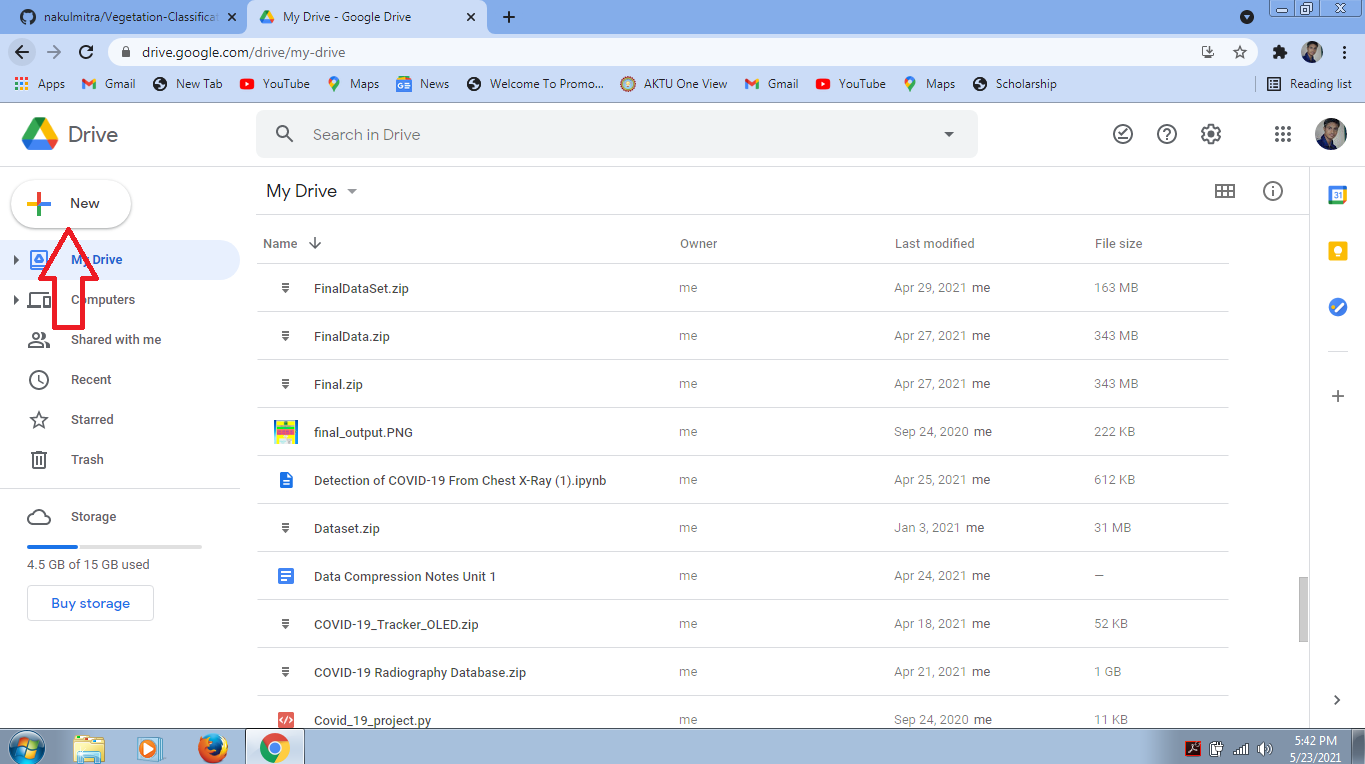 nakulmitra/Vegetation-Classificat
My Drive - Google Drive
drive.google.com/drive/my-drive
Apps Gmail New Tab YouTube Maps News Welcome To Promo... AKTU One View Gmail YouTube Maps Scholarship Reading list
Drive
Search in Drive
New
My Drive
Computers
Shared with me
Recent
Starred
Trash
Storage
4.5 GB of 15 GB used
Buy storage
My Drive
Name Owner Last modified File size
FinalDataSet.zip me Apr 29, 2021 me 163 MB
FinalData.zip me Apr 27, 2021 me 343 MB
Final.zip me Apr 27, 2021 me 343 MB
final_output.PNG me Sep 24, 2020 me 222 KB
Detection of COVID-19 From Chest X-Ray (1).ipynb me Apr 25, 2021 me 612 KB
Dataset.zip me Jan 3, 2021 me 31 MB
Data Compression Notes Unit 1 me Apr 24, 2021 me —
COVID-19_Tracker_OLED.zip me Apr 18, 2021 me 52 KB
COVID-19 Radiography Database.zip me Apr 21, 2021 me 1 GB
Covid_19_project.py me Sep 24, 2020 me 11 KB
31
5:42 PM
5/23/2021